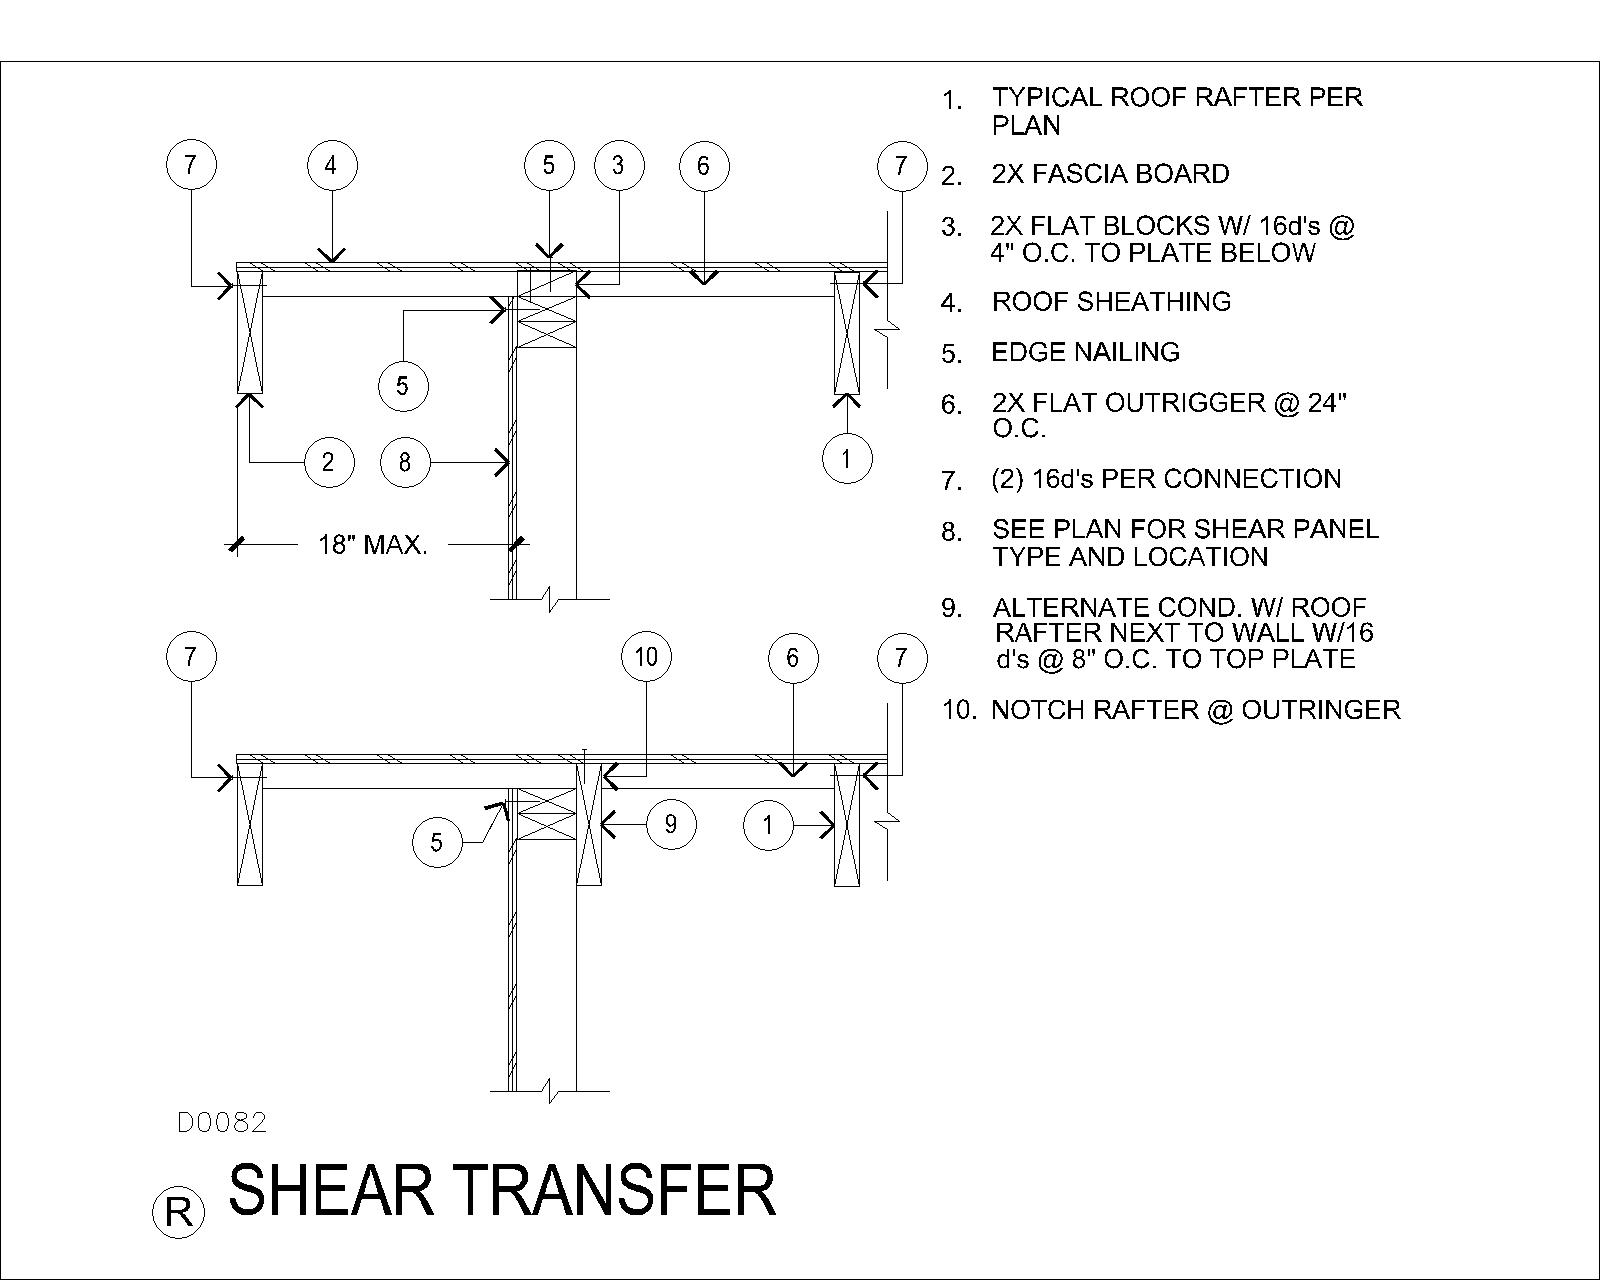 7 4 5 3 6 7
5
2 8 1
18" MAX.
7 10 6 7
5 9 1
1. TYPICAL ROOF RAFTER PER
PLAN
2. 2X FASCIA BOARD
3. 2X FLAT BLOCKS W/ 16d's @
4" O.C. TO PLATE BELOW
4. ROOF SHEATHING
5. EDGE NAILING
6. 2X FLAT OUTRIGGER @ 24"
O.C.
7. (2) 16d's PER CONNECTION
8. SEE PLAN FOR SHEAR PANEL
TYPE AND LOCATION
9. ALTERNATE COND. W/ ROOF
RAFTER NEXT TO WALL W/16
d's @ 8" O.C. TO TOP PLATE
10. NOTCH RAFTER @ OUTRINGER
D0082
R SHEAR TRANSFER